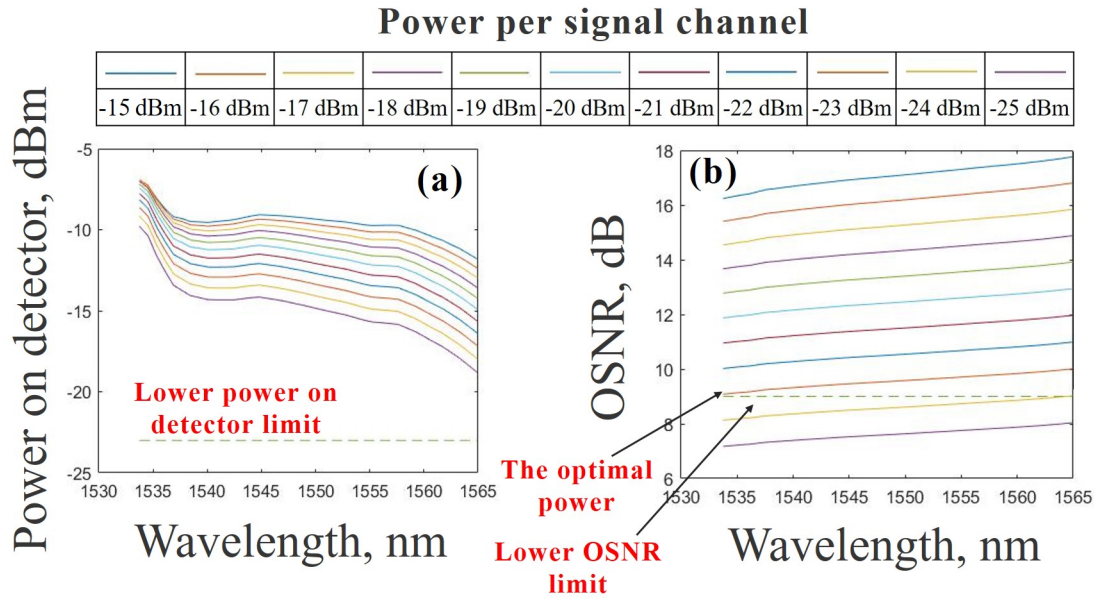 Power per signal channel
-15 dBm -16 dBm -17 dBm -18 dBm -19 dBm -20 dBm -21 dBm -22 dBm -23 dBm -24 dBm -25 dBm
Power on detector, dBm
-5
-10
-15
-20
-25
(a)
Lower power on
detector limit
1530 1535 1540 1545 1550 1555 1560 1565
Wavelength, nm
OSNR, dB
18
16
14
12
10
8
6
(b)
The optimal
power
Lower OSNR
limit
1530 1535 1540 1545 1550 1555 1560 1565
Wavelength, nm